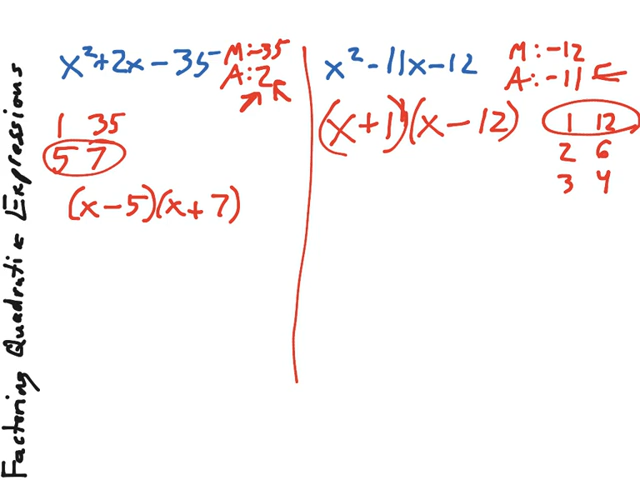 Factoring Quadratic Expressions
x²+2x-35
M:-35
A:2
1 35
5 7
(x-5)(x+7)
x²-11x-12
M:-12
A:-11
(x+1)(x-12)
1 12
2 6
3 4